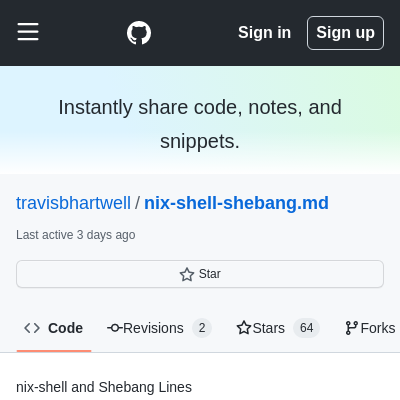 Sign in
Sign up
Instantly share code, notes, and
snippets.
travisbhartwell / nix-shell-shebang.md
Last active 3 days ago
Star
Code
Revisions 2
Stars 64
Forks
nix-shell and Shebang Lines